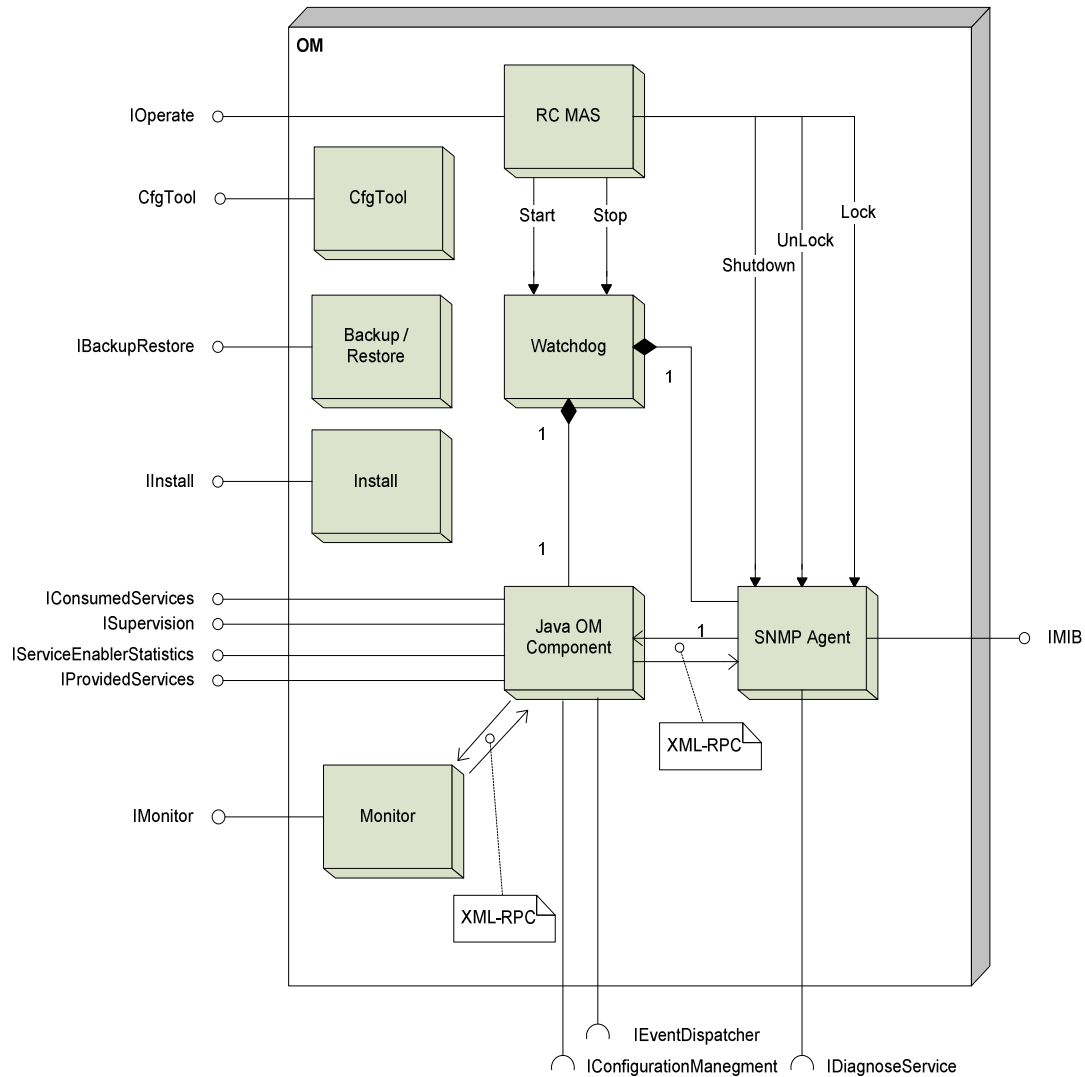 OM
IOperate
RC MAS
CfgTool
CfgTool
Start
Stop
Lock
UnLock
Shutdown
IBackupRestore
Backup /
Restore
Watchdog
1
1
IInstall
Install
1
IConsumedServices
ISupervision
IServiceEnablerStatistics
IProvidedServices
Java OM
Component
1
SNMP Agent
IMIB
XML-RPC
IMonitor
Monitor
XML-RPC
IEventDispatcher
IConfigurationManegment
IDiagnoseService